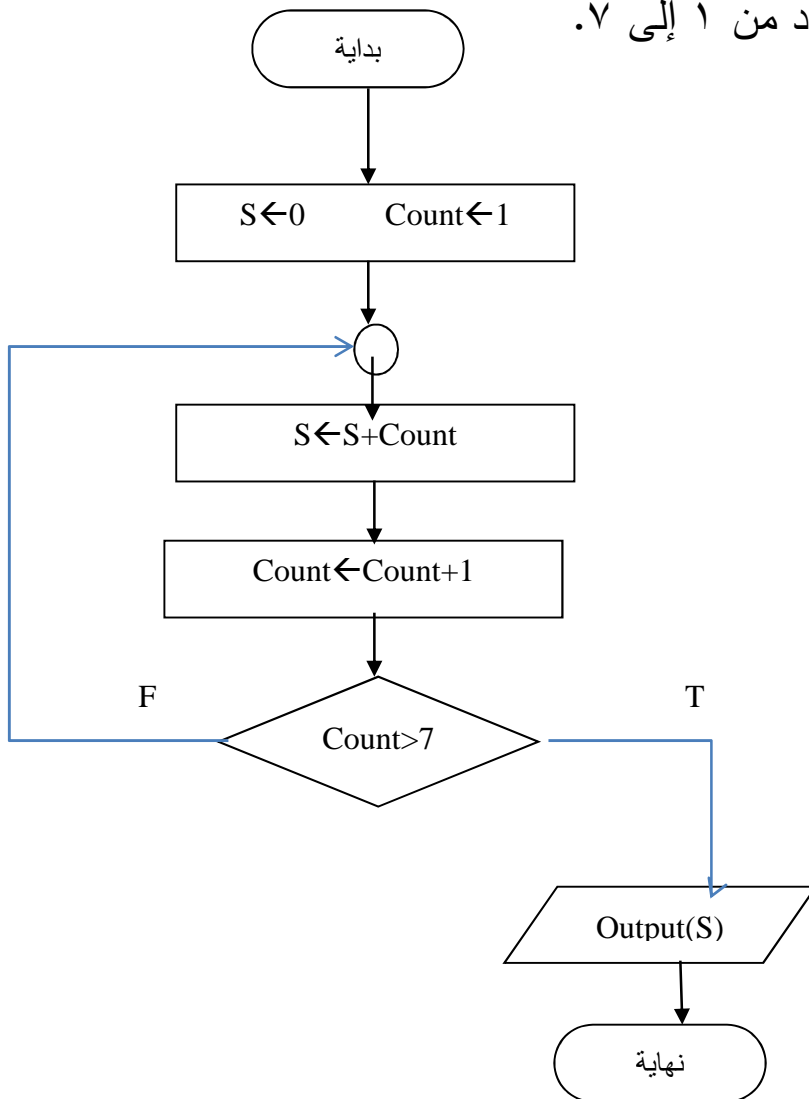 د من ١ إلى ٧.
بداية
S←0 Count←1
S←S+Count
Count←Count+1
F
T
Count>7
Output(S)
نهاية